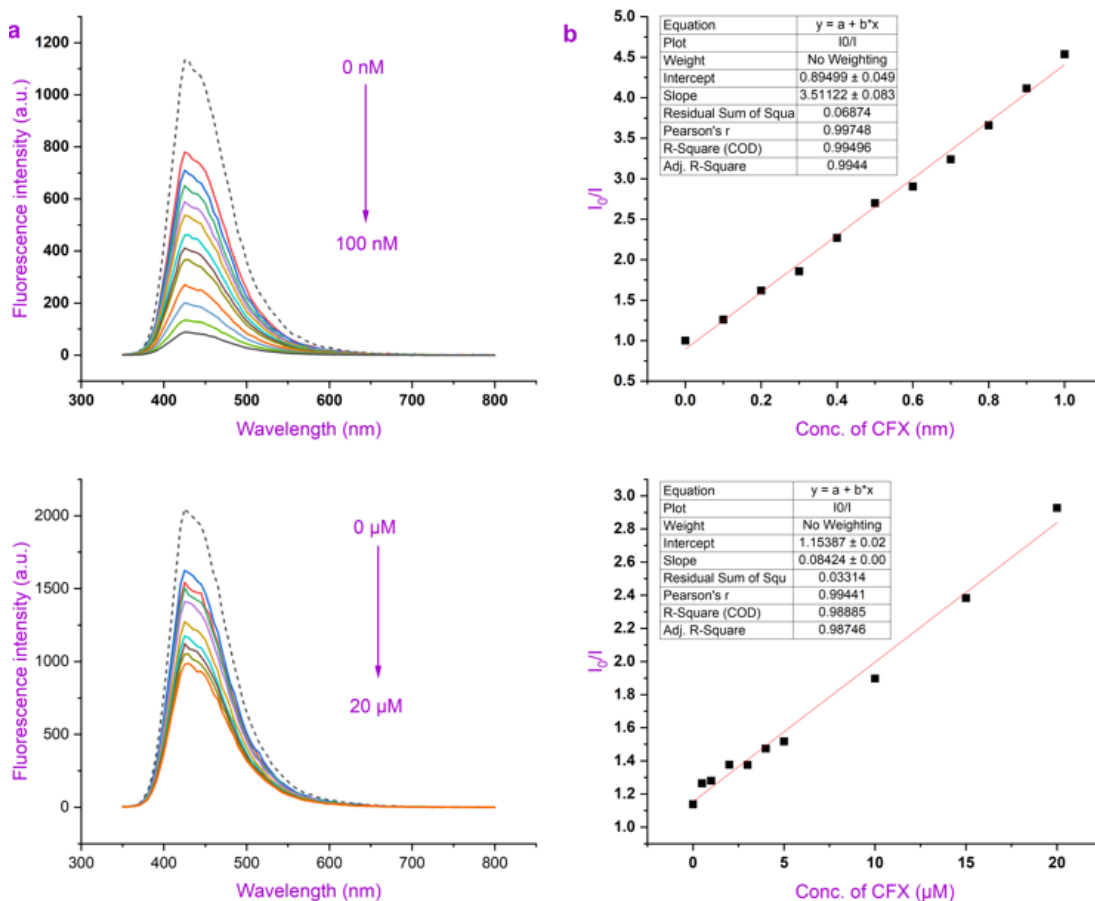 a
1200
1000
800
600
400
200
0
300 400 500 600 700 800
Fluorescence intensity (a.u.)
Wavelength (nm)
0 nM
100 nM
b
5.0
4.5
4.0
3.5
3.0
2.5
2.0
1.5
1.0
0.5
0.0 0.2 0.4 0.6 0.8 1.0
I0/I
Conc. of CFX (nm)
Equation y = a + b*x
Plot I0/I
Weight No Weighting
Intercept 0.89499 ± 0.049
Slope 3.51122 ± 0.083
Residual Sum of Squa 0.06874
Pearson's r 0.99748
R-Square (COD) 0.99496
Adj. R-Square 0.9944
2000
1500
1000
500
0
300 400 500 600 700 800
Fluorescence intensity (a.u.)
Wavelength (nm)
0 µM
20 µM
3.0
2.8
2.6
2.4
2.2
2.0
1.8
1.6
1.4
1.2
1.0
0 5 10 15 20
I0/I
Conc. of CFX (µM)
Equation y = a + b*x
Plot I0/I
Weight No Weighting
Intercept 1.15387 ± 0.02
Slope 0.08424 ± 0.00
Residual Sum of Squ 0.03314
Pearson's r 0.99441
R-Square (COD) 0.98885
Adj. R-Square 0.98746